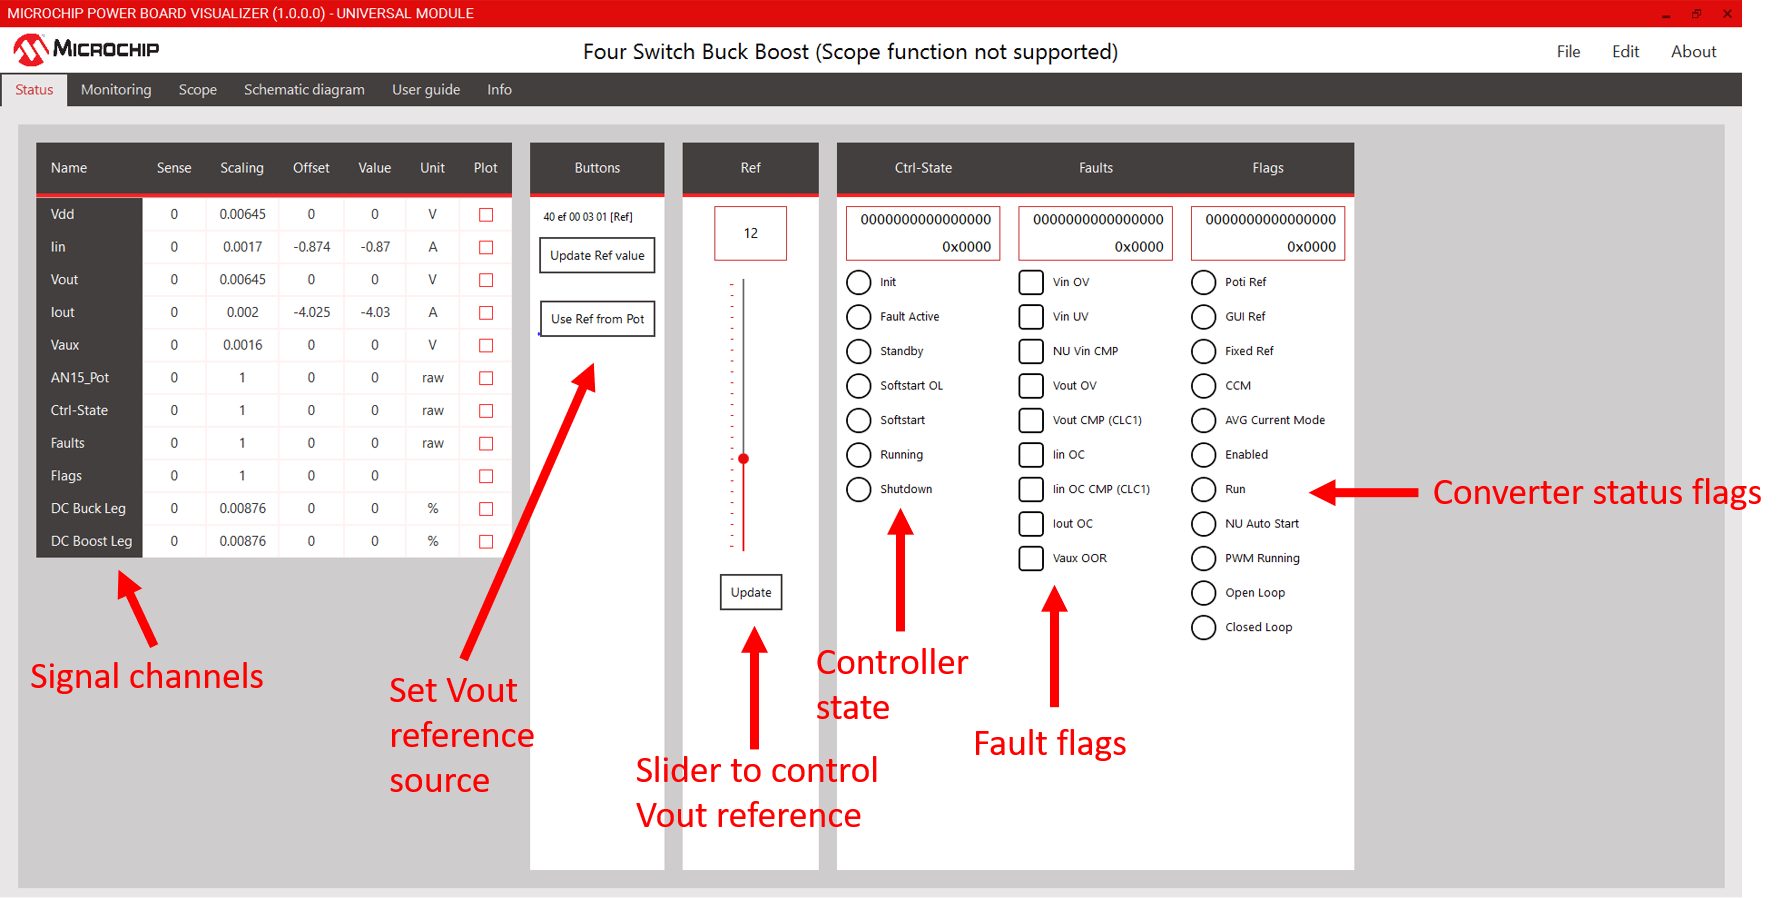 MICROCHIP POWER BOARD VISUALIZER (1.0.0.0) - UNIVERSAL MODULE
MICROCHIP
Four Switch Buck Boost (Scope function not supported)
File Edit About
Status Monitoring Scope Schematic diagram User guide Info
Name Sense Scaling Offset Value Unit Plot
Vdd 0 0.00645 0 0 V
Iin 0 0.0017 -0.874 -0.87 A
Vout 0 0.00645 0 0 V
Iout 0 0.002 -4.025 -4.03 A
Vaux 0 0.0016 0 0 V
AN15_Pot 0 1 0 0 raw
Ctrl-State 0 1 0 0 raw
Faults 0 1 0 0 raw
Flags 0 1 0 0
DC Buck Leg 0 0.00876 0 0 %
DC Boost Leg 0 0.00876 0 0 %
Signal channels
Buttons
40 ef 00 03 01 [Ref]
Update Ref value
Use Ref from Pot
Set Vout
reference
source
Ref
12
Update
Slider to control
Vout reference
Ctrl-State
0000000000000000
0x0000
Init
Fault Active
Standby
Softstart OL
Softstart
Running
Shutdown
Controller
state
Faults
0000000000000000
0x0000
Vin OV
Vin UV
NU Vin CMP
Vout OV
Vout CMP (CLC1)
Iin OC
Iin OC CMP (CLC1)
Iout OC
Vaux OOR
Fault flags
Flags
0000000000000000
0x0000
Poti Ref
GUI Ref
Fixed Ref
CCM
AVG Current Mode
Enabled
Run
NU Auto Start
PWM Running
Open Loop
Closed Loop
Converter status flags